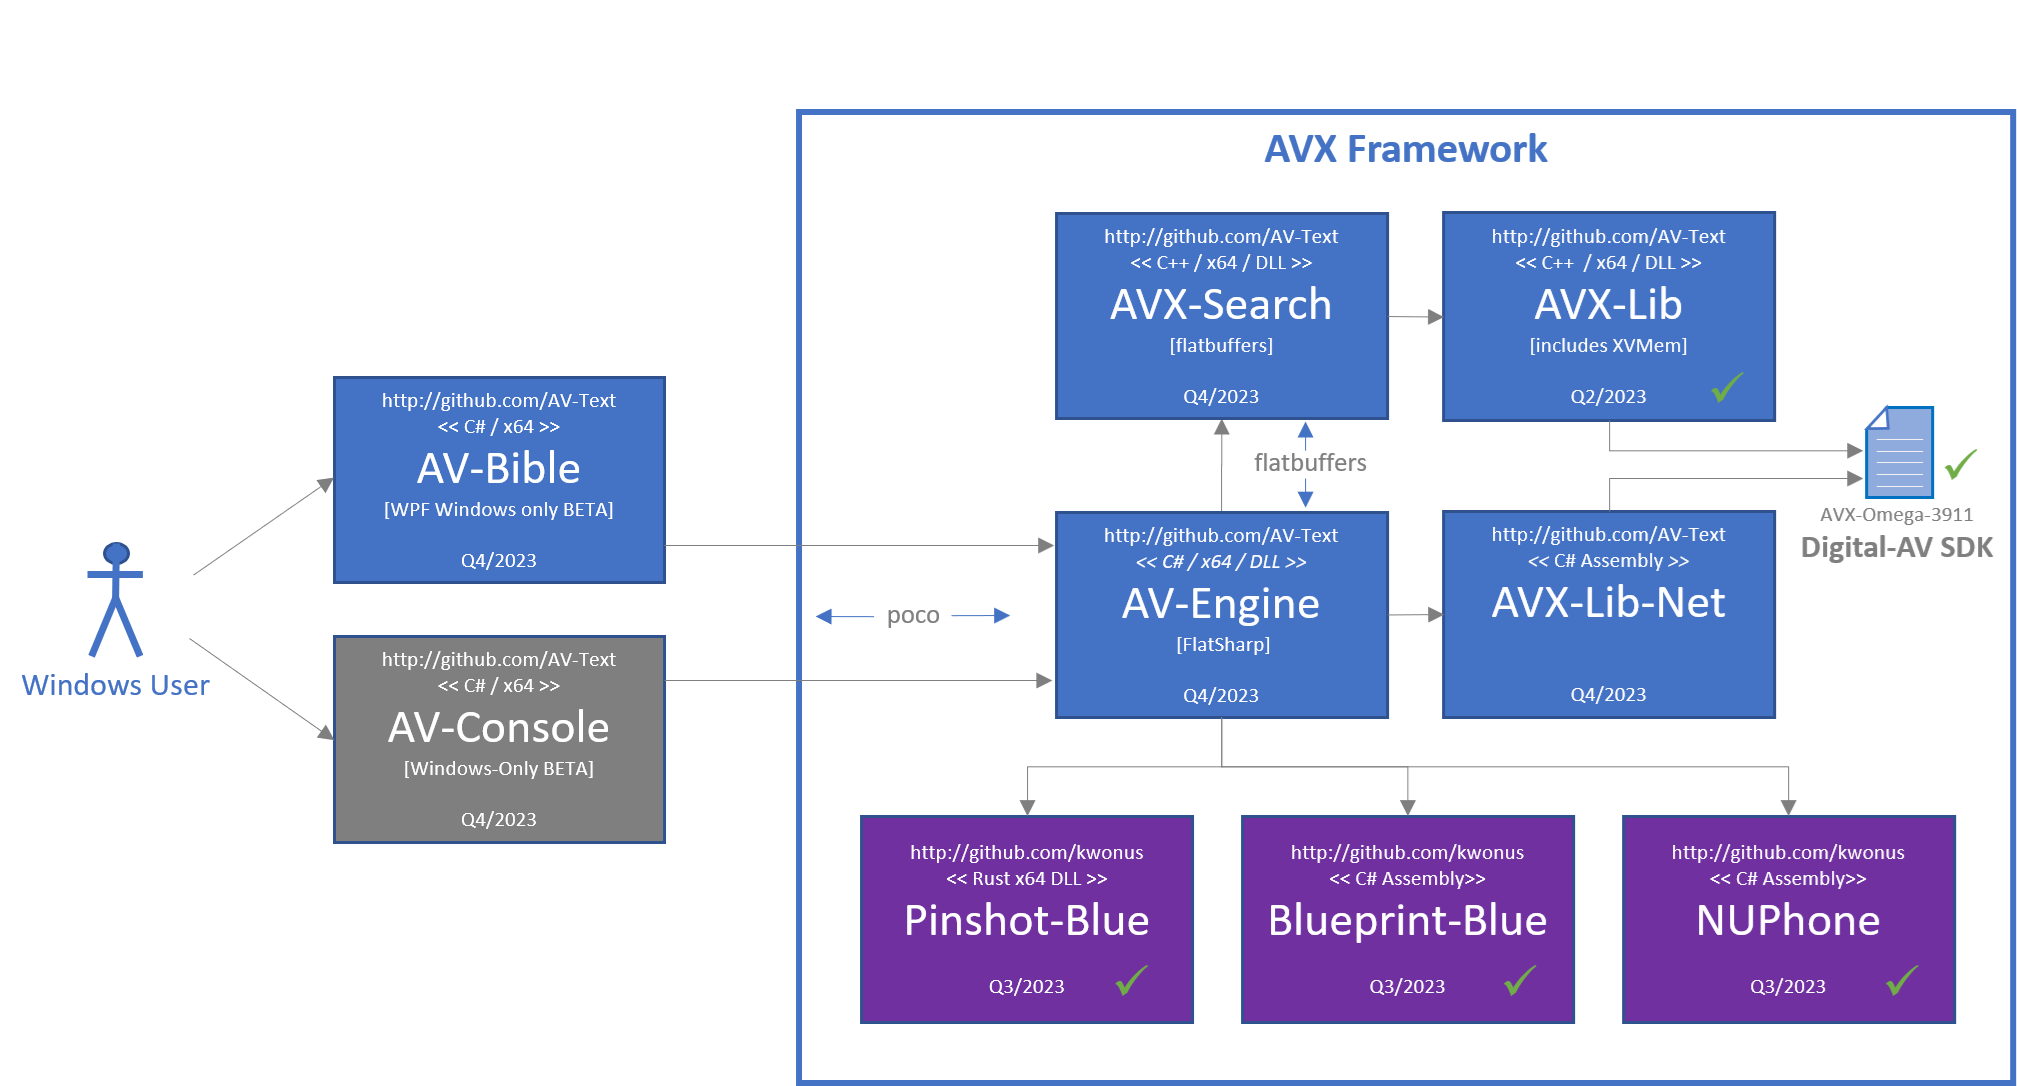 AVX Framework
http://github.com/AV-Text
<< C++ / x64 / DLL >>
AVX-Search
[flatbuffers]
Q4/2023
http://github.com/AV-Text
<< C++  / x64 / DLL >>
AVX-Lib
[includes XVMem]
Q2/2023
http://github.com/AV-Text
<< C# / x64 >>
AV-Bible
[WPF Windows only BETA]
Q4/2023
flatbuffers
AVX-Omega-3911
Digital-AV SDK
http://github.com/AV-Text
<< C# / x64 / DLL >>
AV-Engine
[FlatSharp]
Q4/2023
http://github.com/AV-Text
<< C# Assembly >>
AVX-Lib-Net
Q4/2023
poco
Windows User
http://github.com/AV-Text
<< C# / x64 >>
AV-Console
[Windows-Only BETA]
Q4/2023
http://github.com/kwonus
<< Rust x64 DLL >>
Pinshot-Blue
Q3/2023
http://github.com/kwonus
<< C# Assembly>>
Blueprint-Blue
Q3/2023
http://github.com/kwonus
<< C# Assembly>>
NUPhone
Q3/2023